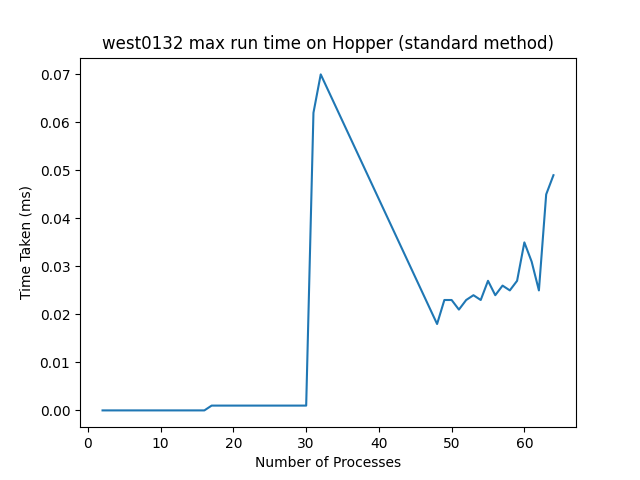 west0132 max run time on Hopper (standard method)
0.07
0.06
0.05
0.04
0.03
0.02
0.01
0.00
Time Taken (ms)
0 10 20 30 40 50 60
Number of Processes